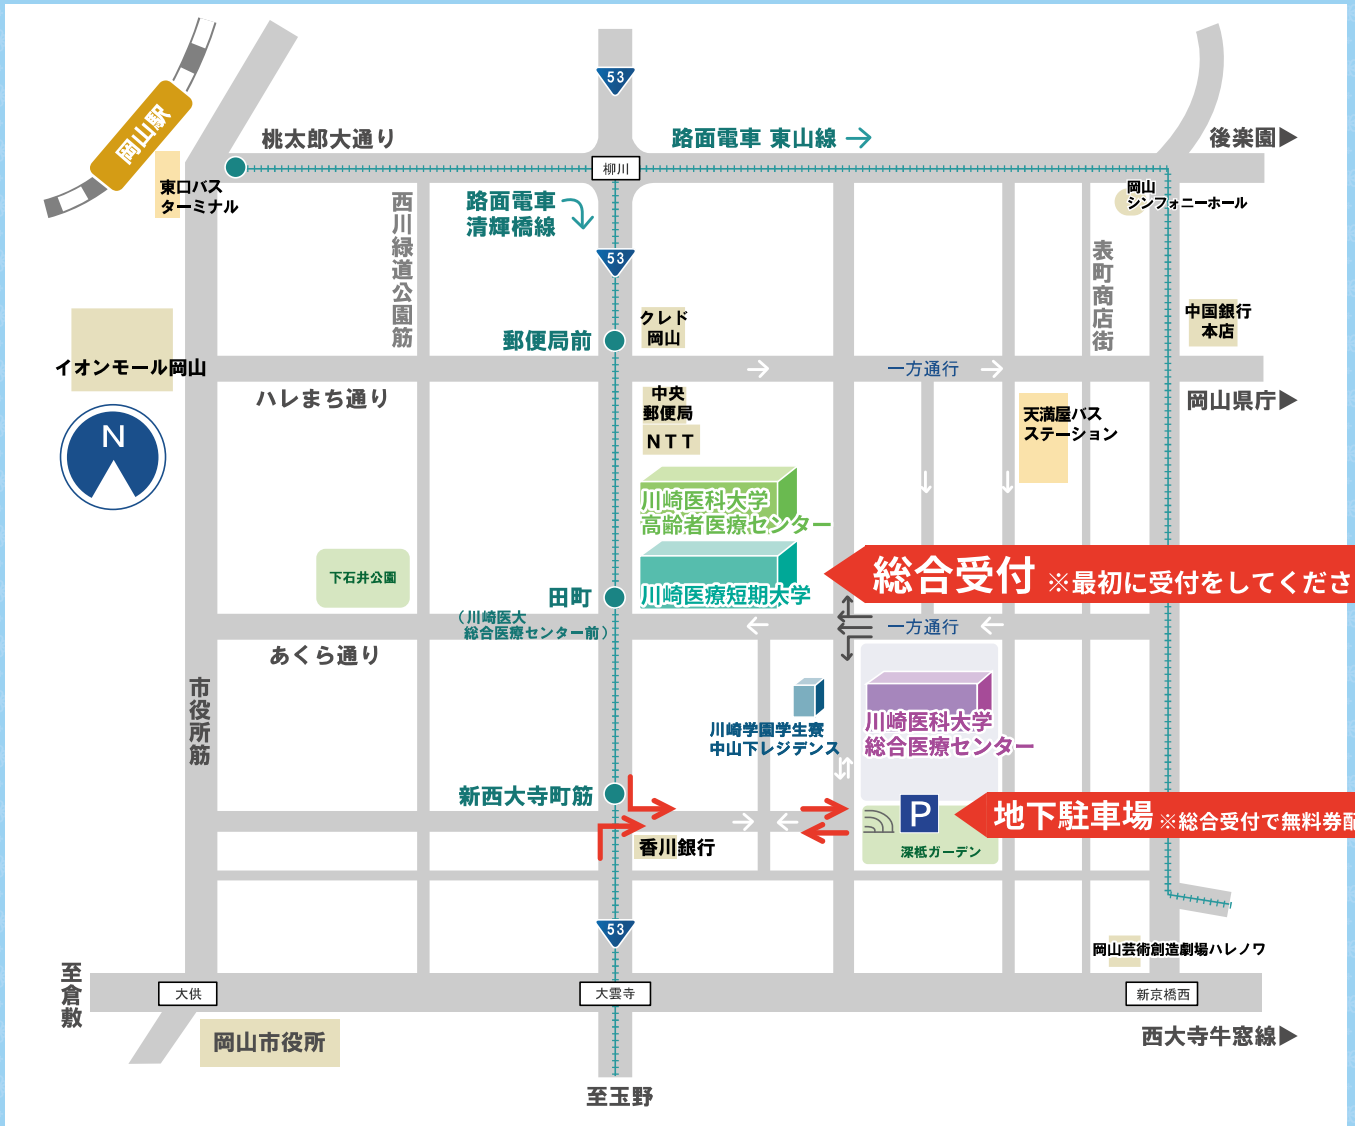 53
岡山駅
桃太郎大通り
路面電車 東山線
後楽園
柳川
東口バス
ターミナル
路面電車
清輝橋線
岡山
シンフォニーホール
西川緑道公園筋
53
表町商店街
クレド
岡山
中国銀行
本店
郵便局前
イオンモール岡山
一方通行
ハレまち通り
中央
郵便局
NTT
岡山県庁
天満屋バス
ステーション
N
川崎医科大学
高齢者医療センター
下石井公園
川崎医療短期大学
総合受付 ※最初に受付をしてくださ
田町
(川崎医大
総合医療センター前)
一方通行
あくら通り
市役所筋
川崎学園学生寮
中山下レジデンス
川崎医科大学
総合医療センター
新西大寺町筋
P
地下駐車場 ※総合受付で無料券配
香川銀行
深柢ガーデン
53
岡山芸術創造劇場ハレノワ
至倉敷
大供
大雲寺
新京橋西
岡山市役所
西大寺牛窓線
至玉野